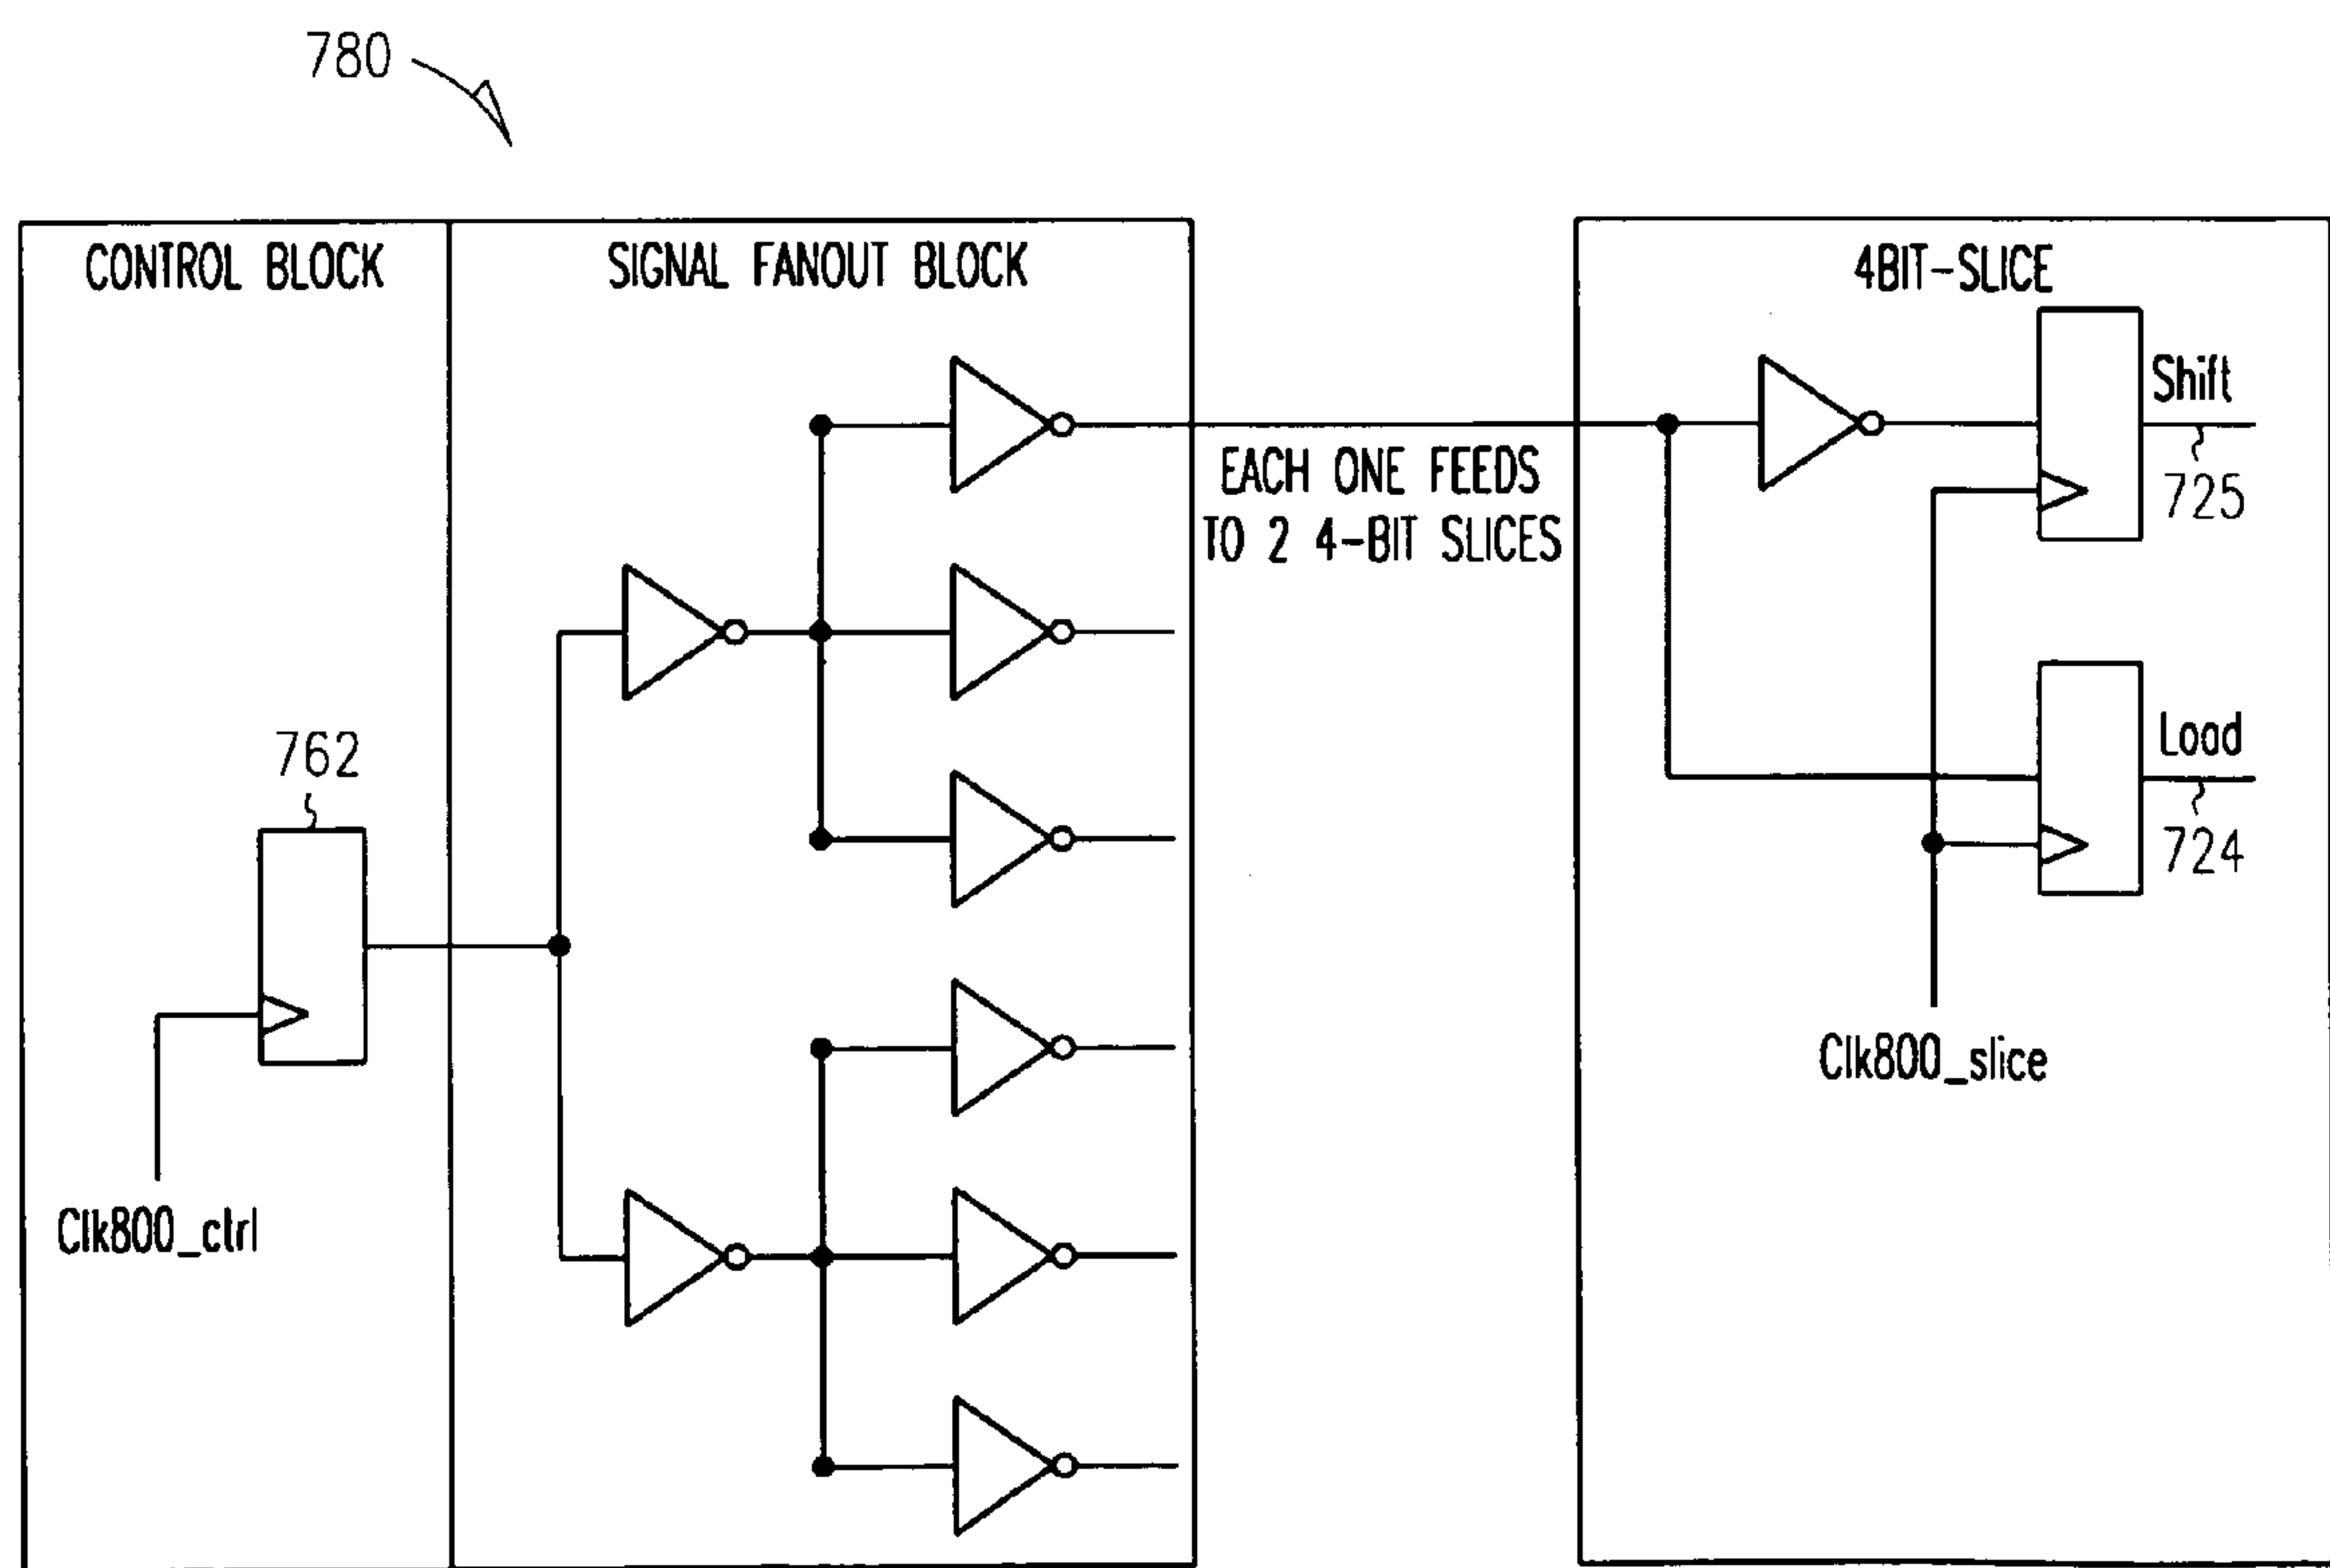 780
CONTROL BLOCK
SIGNAL FANOUT BLOCK
4BIT-SLICE
Shift
725
EACH ONE FEEDS
TO 2 4-BIT SLICES
762
Load
724
Clk800_slice
Clk800_ctrl